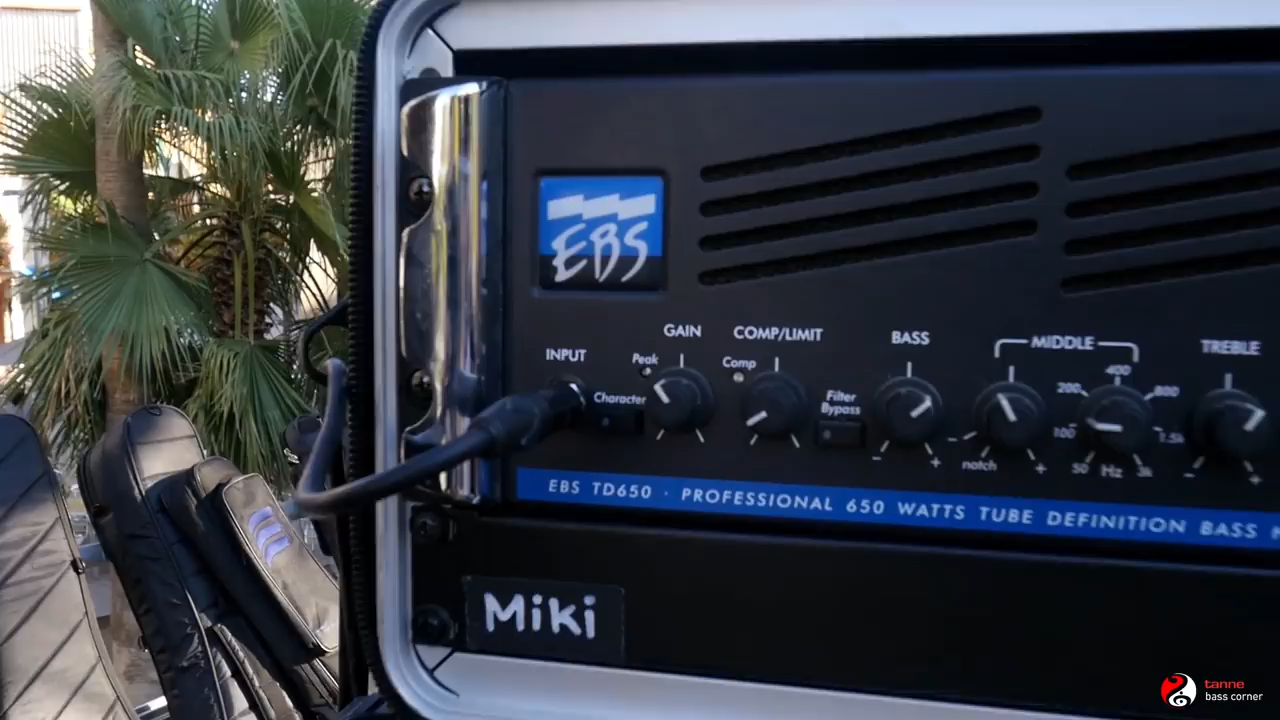 EBS
GAIN
COMP/LIMIT
BASS
MIDDLE
TREBLE
INPUT
Peak
Comp
Character
Filter
Bypass
400
200
800
100
1.5k
50
Hz
3k
-
+
notch
+
-
+
EBS TD650 · PROFESSIONAL 650 WATTS TUBE DEFINITION BASS
Miki
tanne
bass corner